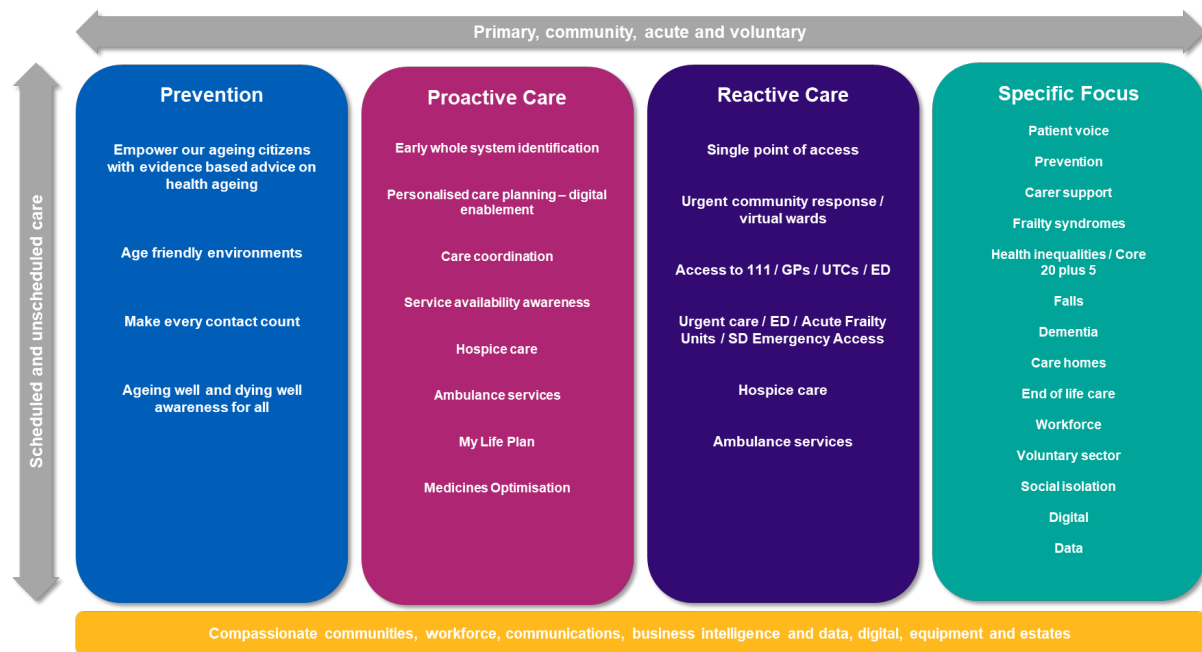 Primary, community, acute and voluntary
Scheduled and unscheduled care
Prevention
Empower our ageing citizens
with evidence based advice on
health ageing
Age friendly environments
Make every contact count
Ageing well and dying well
awareness for all
Proactive Care
Early whole system identification
Personalised care planning – digital
enablement
Care coordination
Service availability awareness
Hospice care
Ambulance services
My Life Plan
Medicines Optimisation
Reactive Care
Single point of access
Urgent community response /
virtual wards
Access to 111 / GPs / UTCs / ED
Urgent care / ED / Acute Frailty
Units / SD Emergency Access
Hospice care
Ambulance services
Specific Focus
Patient voice
Prevention
Carer support
Frailty syndromes
Health inequalities / Core
20 plus 5
Falls
Dementia
Care homes
End of life care
Workforce
Voluntary sector
Social isolation
Digital
Data
Compassionate communities, workforce, communications, business intelligence and data, digital, equipment and estates